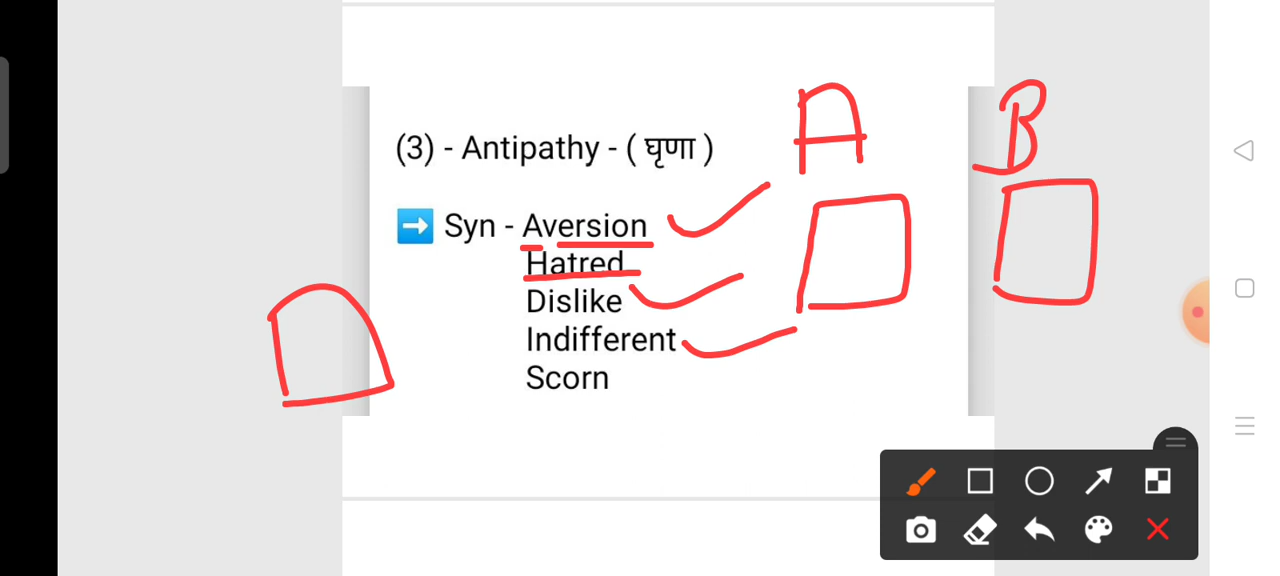 (3) - Antipathy - ( घृणा )
A
B
➡️ Syn - Aversion
Hatred
Dislike
Indifferent
Scorn